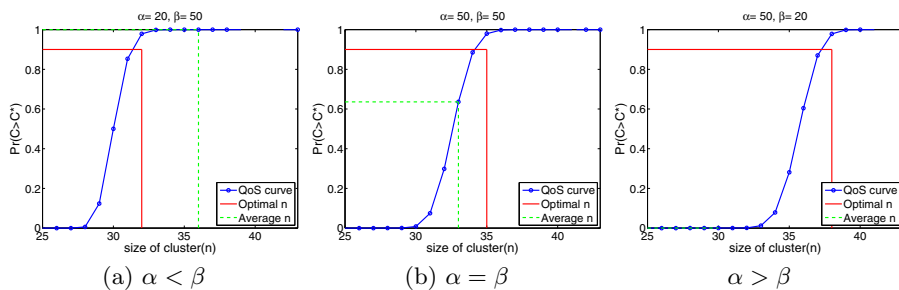 α= 20, β= 50
Pr(C>C*)
1
0.8
0.6
0.4
0.2
0
25 30 35 40
size of cluster(n)
QoS curve
Optimal n
Average n
(a) α < β
α= 50, β= 50
Pr(C>C*)
1
0.8
0.6
0.4
0.2
0
25 30 35 40
size of cluster(n)
QoS curve
Optimal n
Average n
(b) α = β
α= 50, β= 20
Pr(C>C*)
1
0.8
0.6
0.4
0.2
0
25 30 35 40
size of cluster(n)
QoS curve
Optimal n
Average n
α > β